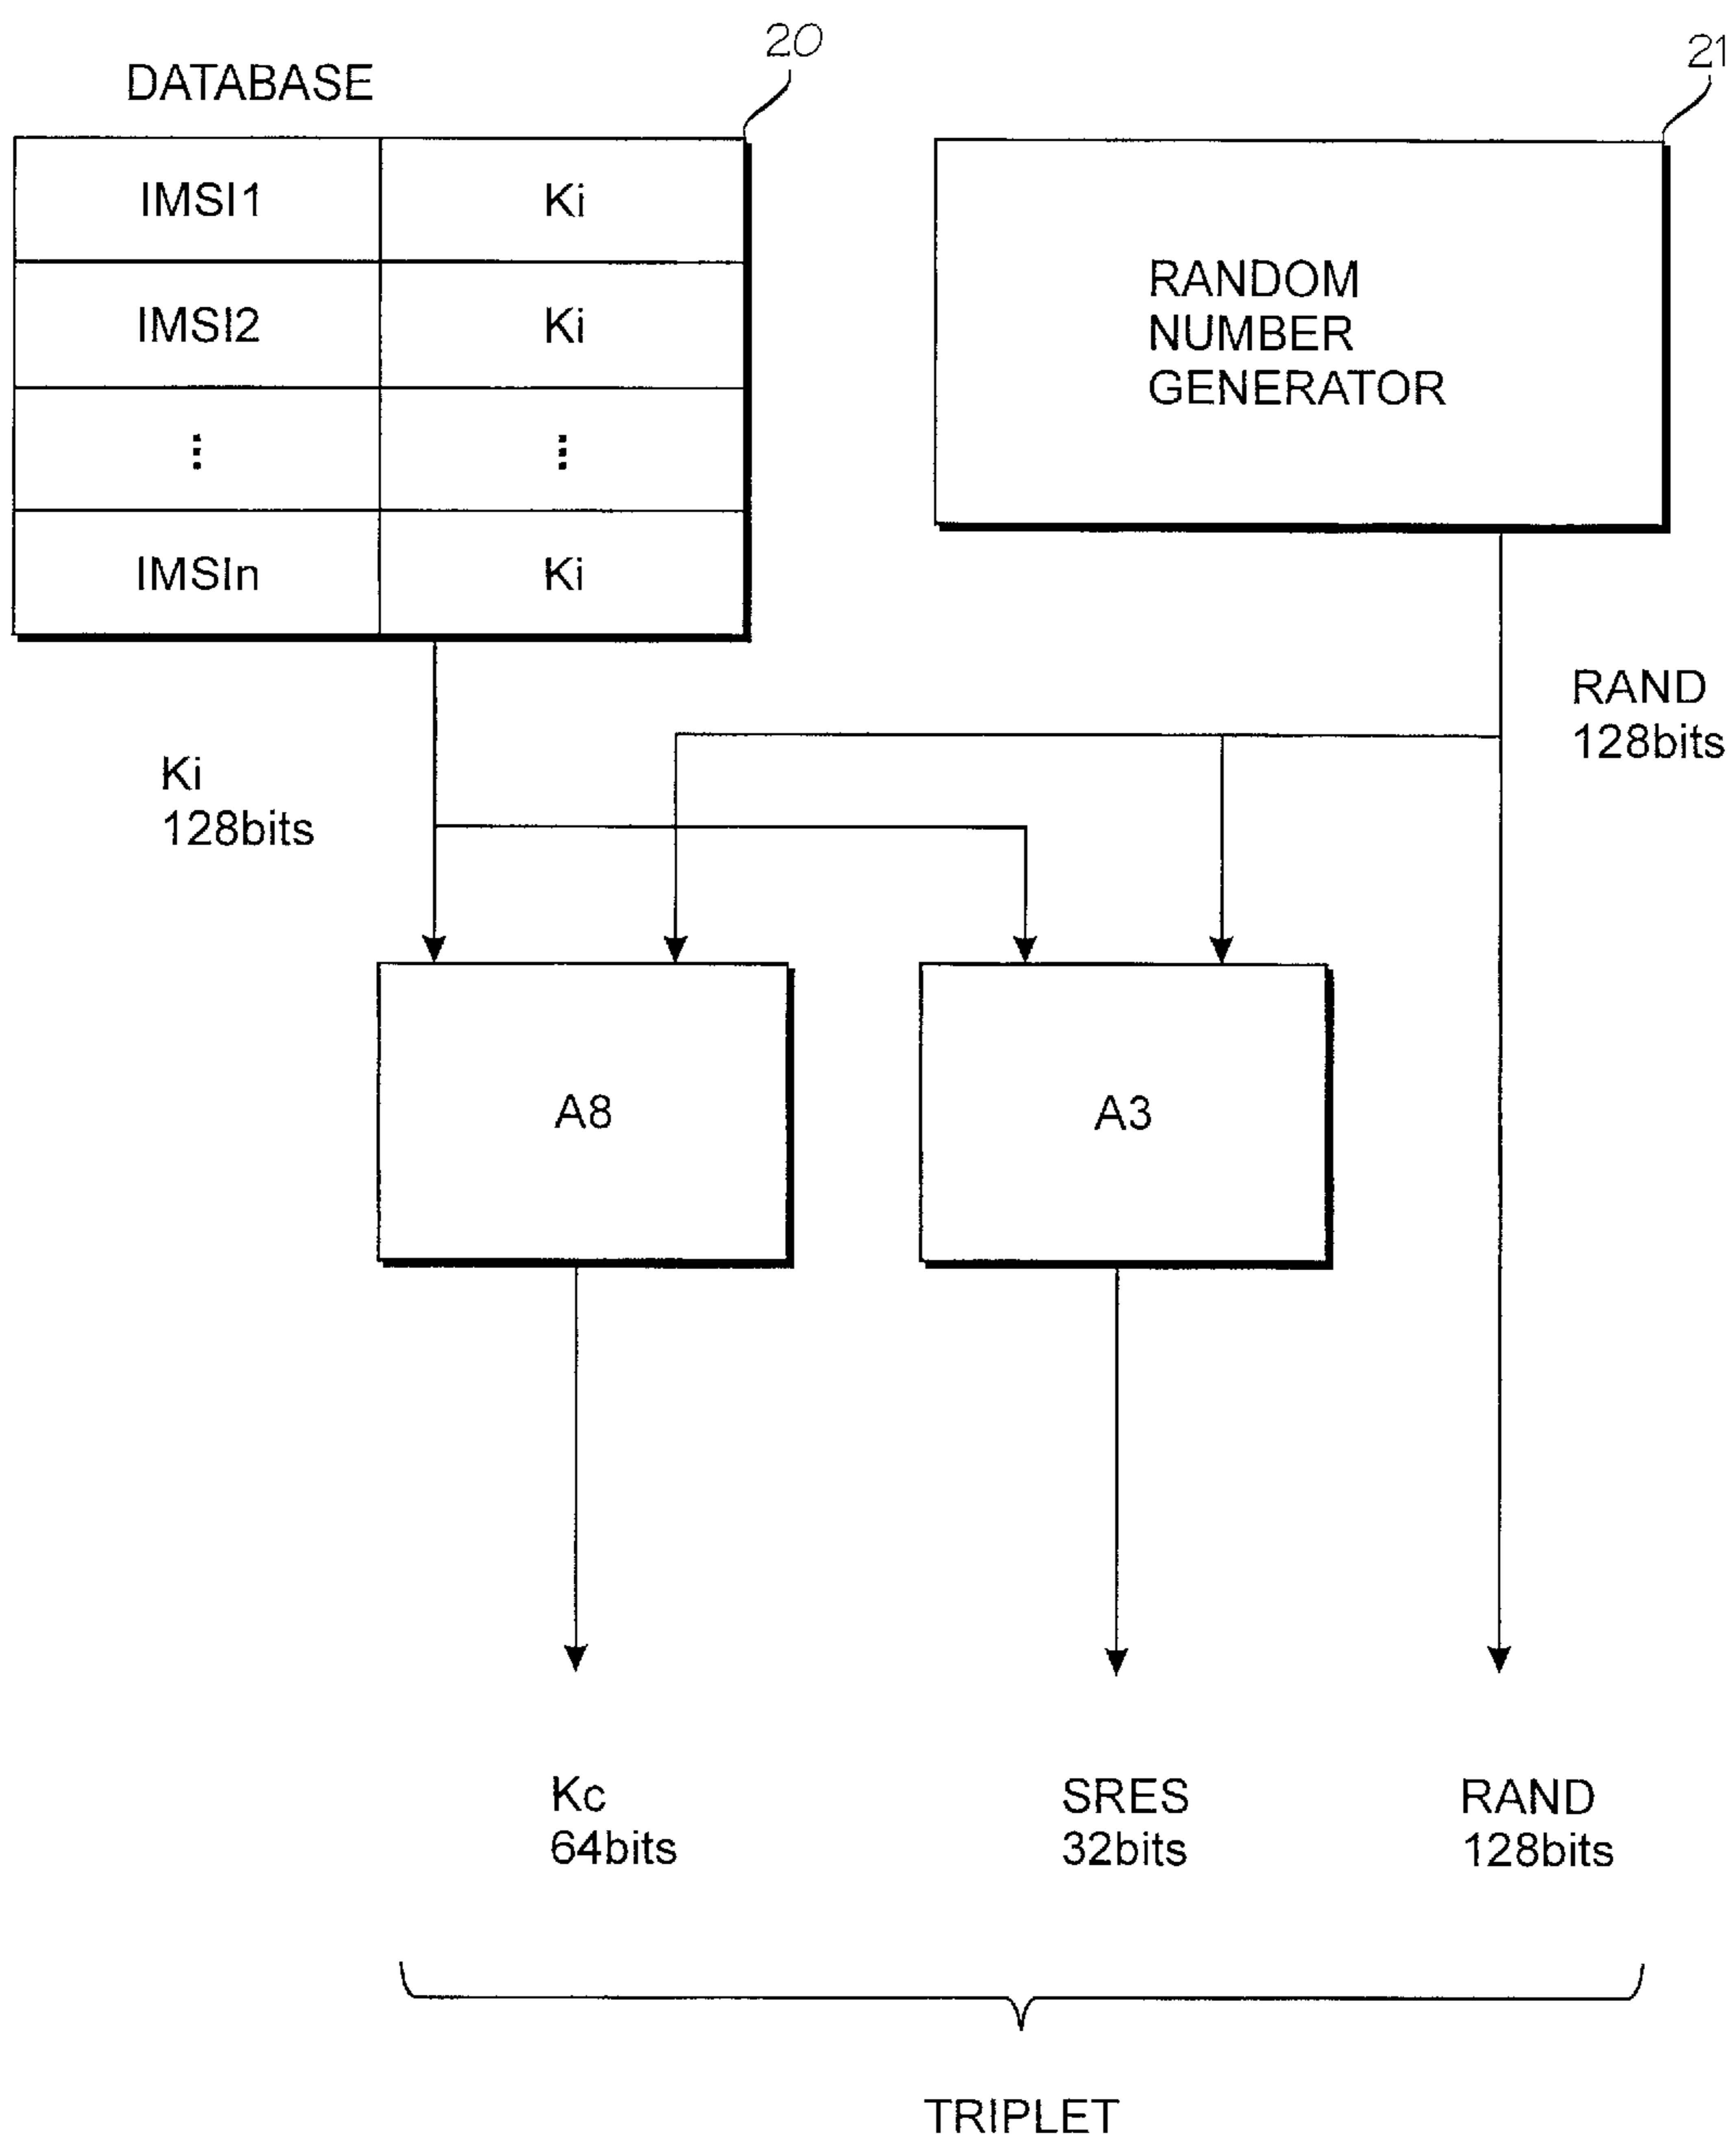 20
21
DATABASE
IMSI1 Ki
IMSI2 Ki
⋮ ⋮
IMSIn Ki
RANDOM
NUMBER
GENERATOR
RAND
128bits
Ki
128bits
A8
A3
Kc
64bits
SRES
32bits
RAND
128bits
TRIPLET